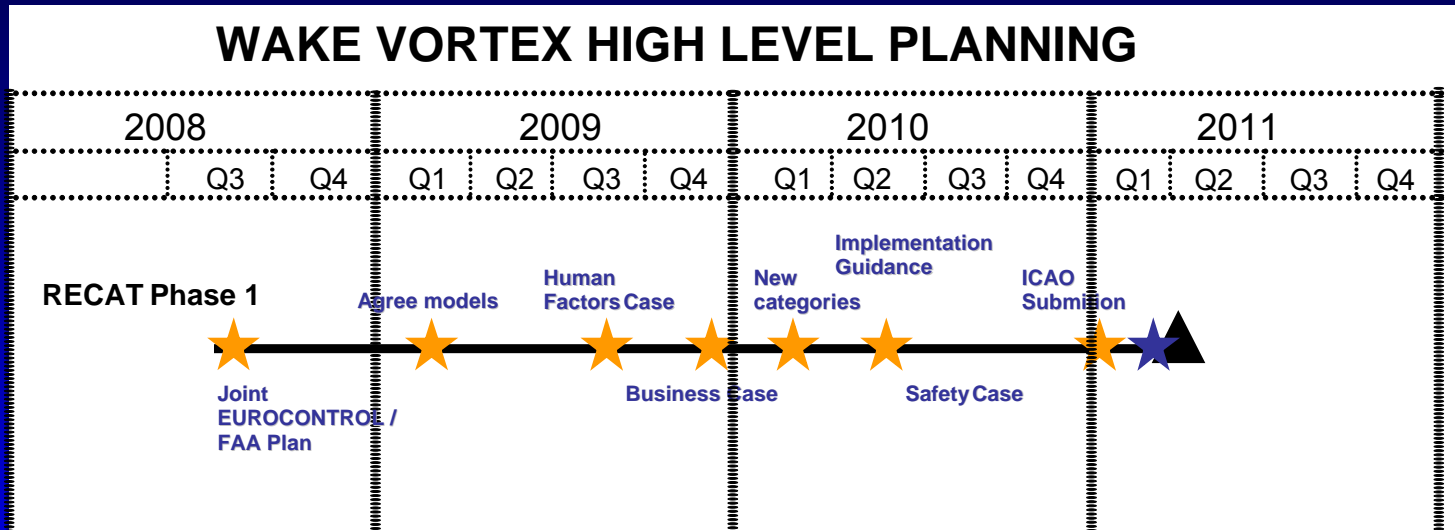 WAKE VORTEX HIGH LEVEL PLANNING
2008 2009 2010 2011
Q3 Q4 Q1 Q2 Q3 Q4 Q1 Q2 Q3 Q4 Q1 Q2 Q3 Q4
RECAT Phase 1
Agree models
Human
Factors Case
New
categories
Implementation
Guidance
ICAO
Submition
Joint
EUROCONTROL /
FAA Plan
Business Case
Safety Case